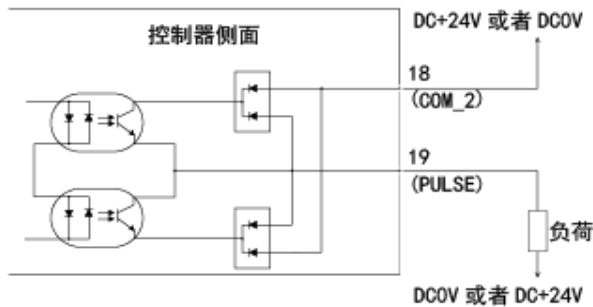 DC+24V 或者 DC0V
控制器侧面
18
(COM_2)
19
(PULSE)
负荷
DC0V 或者 DC+24V